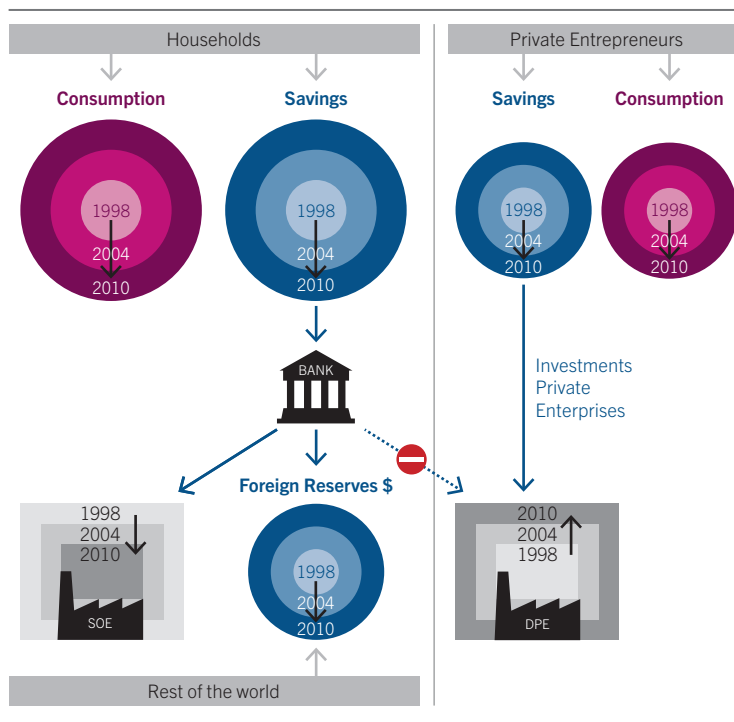 Households
Private Entrepreneurs
Consumption
Savings
Savings
Consumption
1998
2004
2010
1998
2004
2010
1998
2004
2010
1998
2004
2010
BANK
Investments
Private
Enterprises
Foreign Reserves $
1998
2004
2010
SOE
1998
2004
2010
2010
2004
1998
DPE
Rest of the world